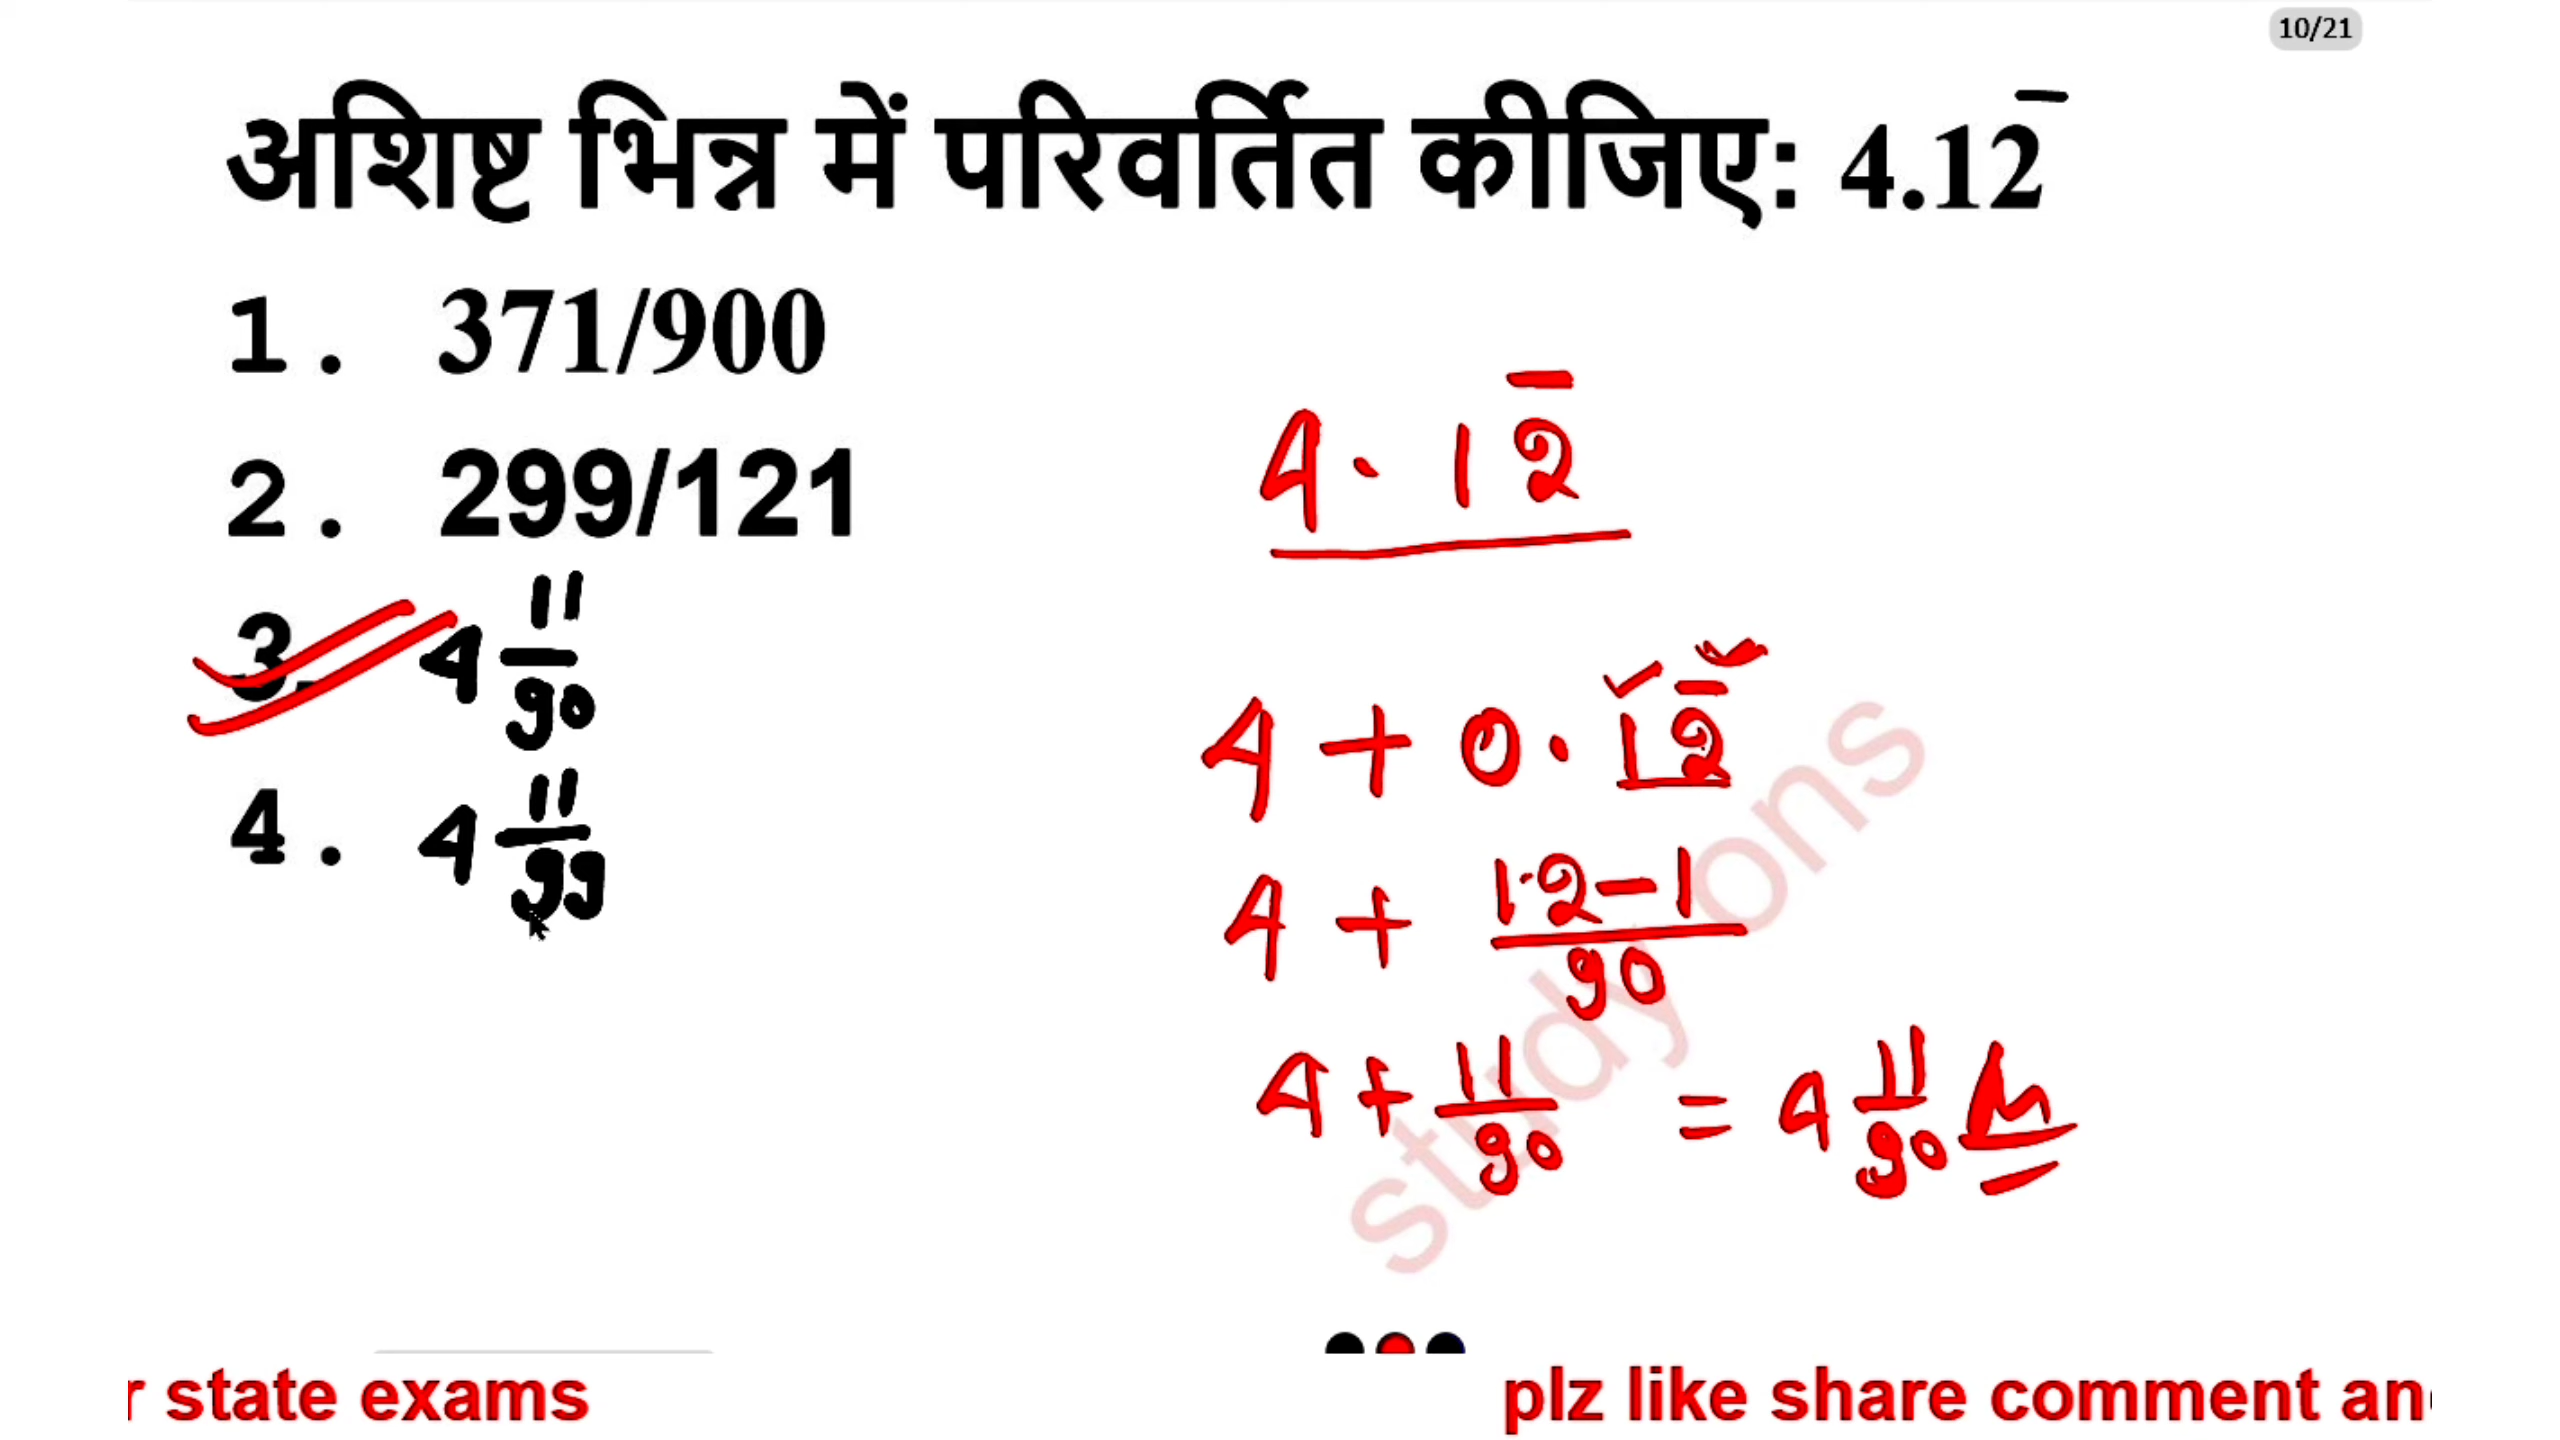 10/21
अशिष्ट भिन्न में परिवर्तित कीजिए: 4.12̅
1. 371/900
2. 299/121
3. 4 11/90
4. 4 11/99
4.12̅
4 + 0.12̅
4 + 12-1/90
4 + 11/90 = 4 11/90
study ons
r state exams
plz like share comment an